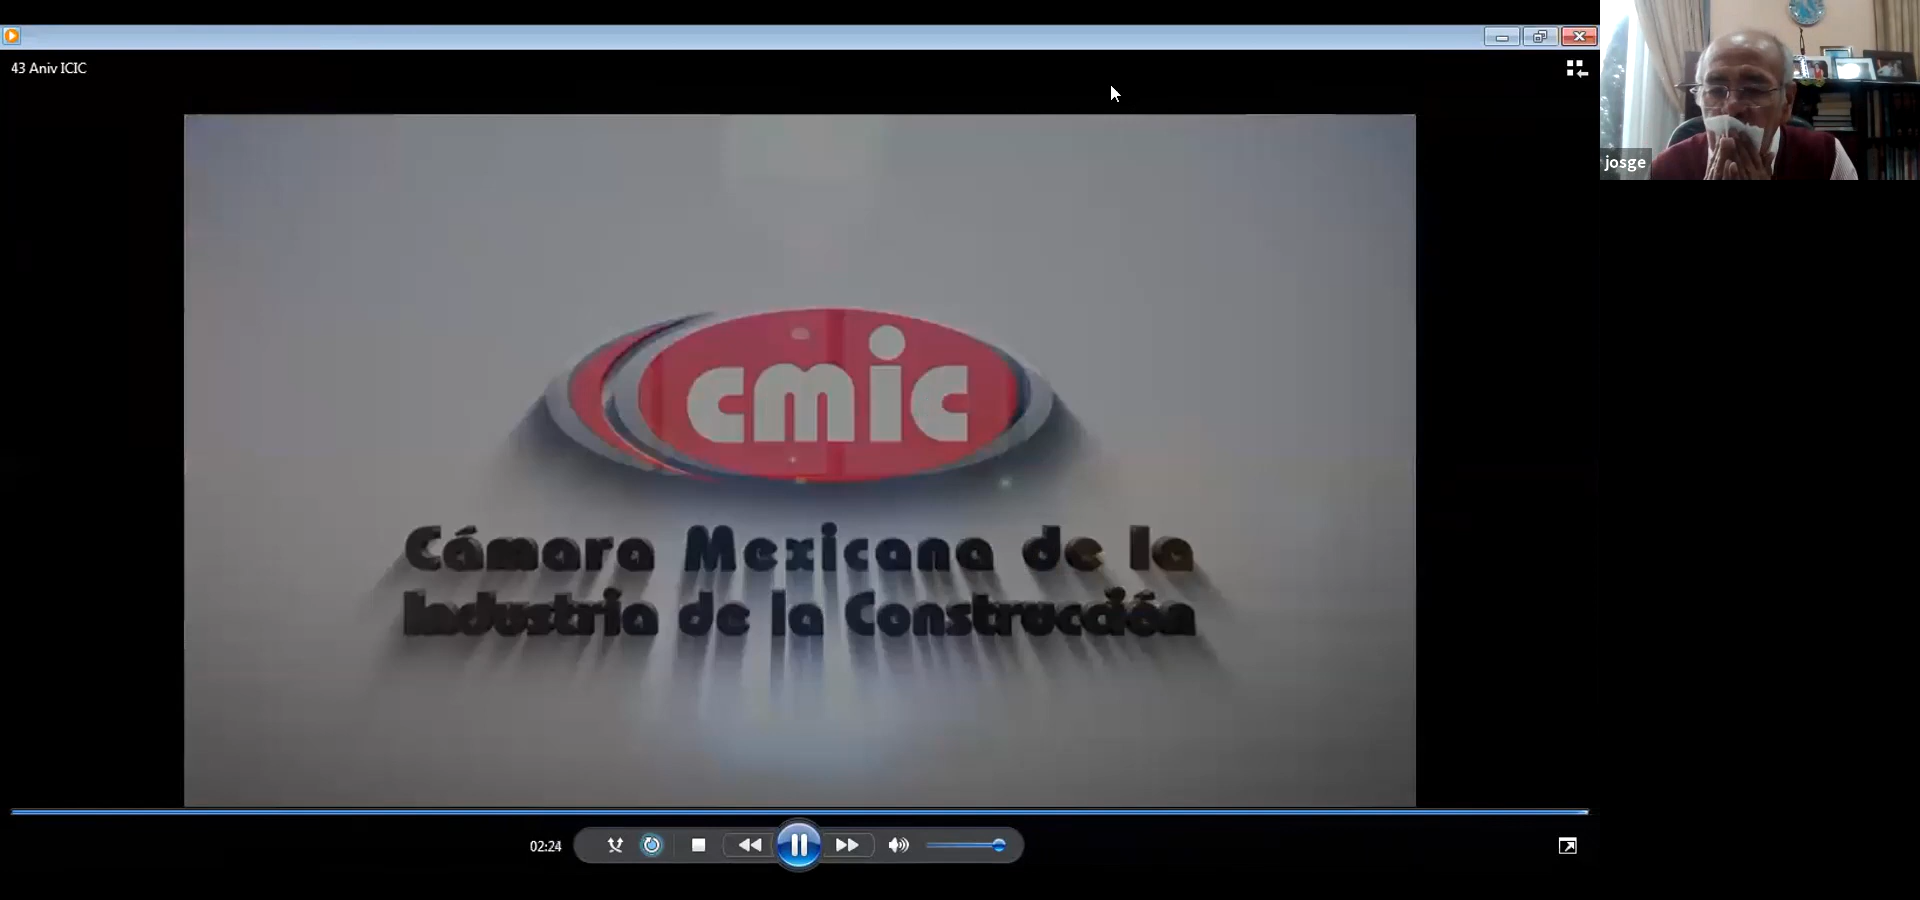 43 Aniv ICIC
josge
cmic
Cámara Mexicana de la
Industria de la Construcción
02:24